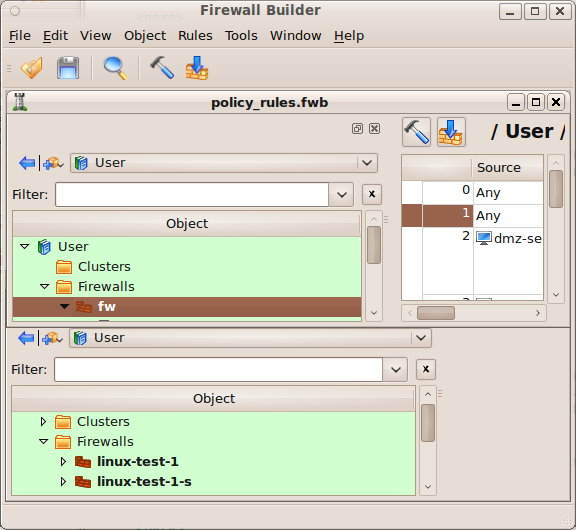 Firewall Builder
File Edit View Object Rules Tools Window Help
policy_rules.fwb
/ User /
User
Filter:
Source
Object
0 Any
1 Any
2 dmz-se
User
Clusters
Firewalls
fw
User
Filter:
Object
Clusters
Firewalls
linux-test-1
linux-test-1-s